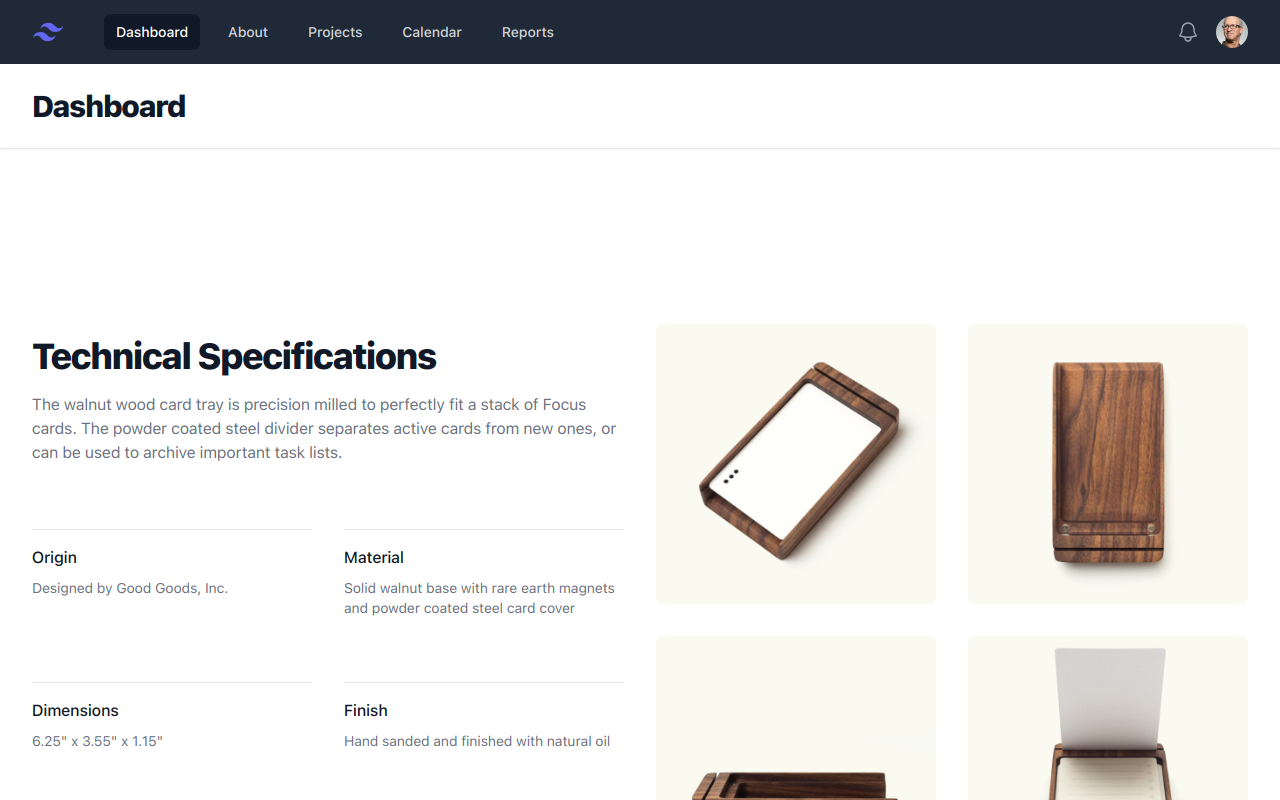 Dashboard
About
Projects
Calendar
Reports
Dashboard
Technical Specifications
The walnut wood card tray is precision milled to perfectly fit a stack of Focus
cards. The powder coated steel divider separates active cards from new ones, or
can be used to archive important task lists.
Origin
Designed by Good Goods, Inc.
Material
Solid walnut base with rare earth magnets
and powder coated steel card cover
Dimensions
6.25" x 3.55" x 1.15"
Finish
Hand sanded and finished with natural oil